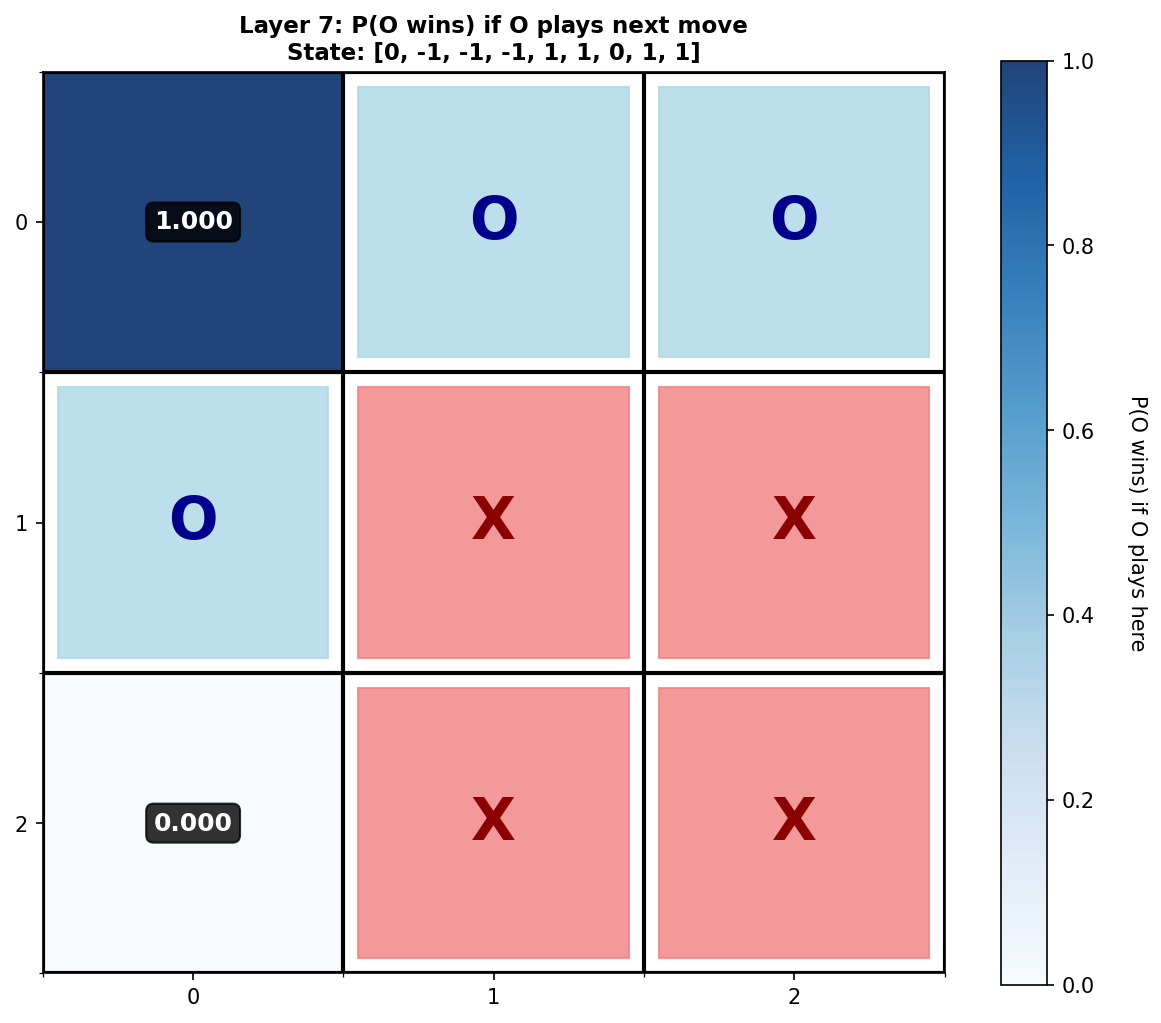 Layer 7: P(O wins) if O plays next move
State: [0, -1, -1, -1, 1, 1, 0, 1, 1]
1.000
O
O
O
X
X
0.000
X
X
0
1
2
0
1
2
1.0
0.8
0.6
0.4
0.2
0.0
P(O wins) if O plays here